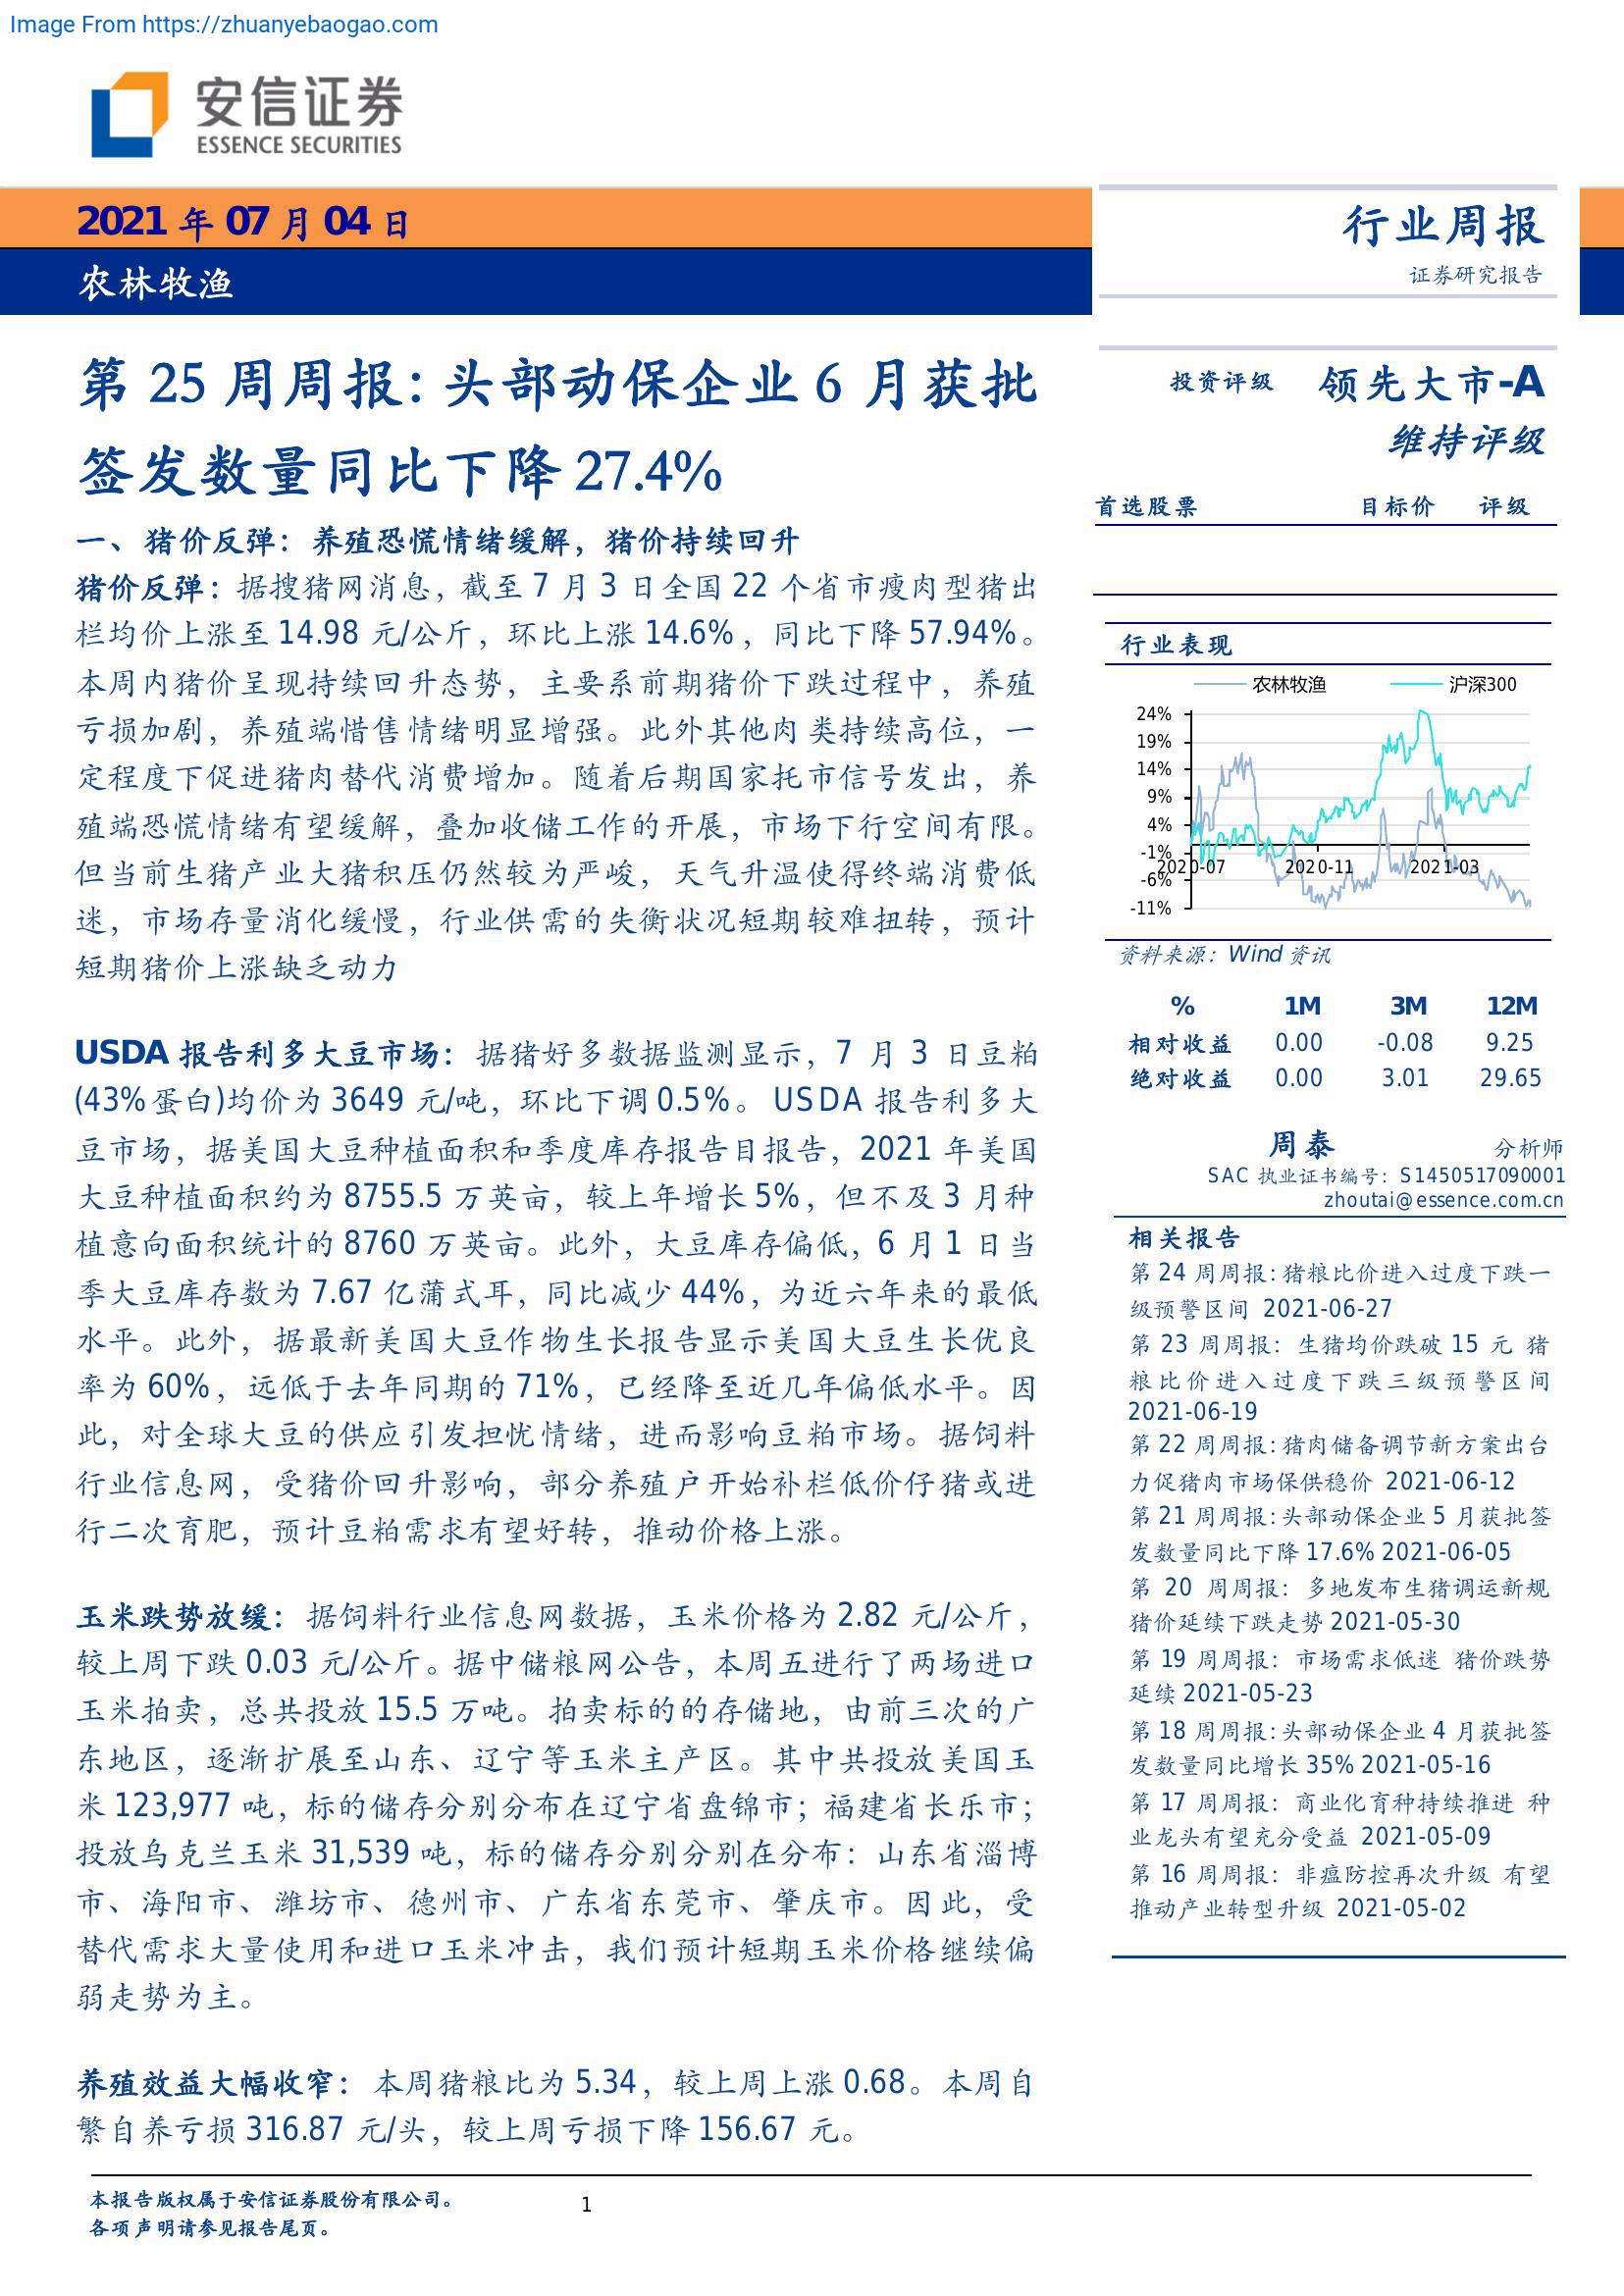 Image From https://zhuanyebaogao.com
安信证券
ESSENCE SECURITIES
2021 年 07 月 04 日
农林牧渔
行业周报
证券研究报告
第 25 周周报：头部动保企业 6 月获批
签发数量同比下降 27.4%
一、猪价反弹：养殖恐慌情绪缓解，猪价持续回升
猪价反弹：据搜猪网消息，截至 7 月 3 日全国 22 个省市瘦肉型猪出
栏均价上涨至 14.98 元/公斤，环比上涨 14.6%，同比下降 57.94%。
本周内猪价呈现持续回升态势，主要系前期猪价下跌过程中，养殖
亏损加剧，养殖端惜售情绪明显增强。此外其他肉类持续高位，一
定程度下促进猪肉替代消费增加。随着后期国家托市信号发出，养
殖端恐慌情绪有望缓解，叠加收储工作的开展，市场下行空间有限。
但当前生猪产业大猪积压仍然较为严峻，天气升温使得终端消费低
迷，市场存量消化缓慢，行业供需的失衡状况短期较难扭转，预计
短期猪价上涨缺乏动力
USDA 报告利多大豆市场：据猪好多数据监测显示，7 月 3 日豆粕
(43%蛋白)均价为 3649 元/吨，环比下调 0.5%。USDA 报告利多大
豆市场，据美国大豆种植面积和季度库存报告目报告，2021 年美国
大豆种植面积约为 8755.5 万英亩，较上年增长 5%，但不及 3 月种
植意向面积统计的 8760 万英亩。此外，大豆库存偏低，6 月 1 日当
季大豆库存数为 7.67 亿蒲式耳，同比减少 44%，为近六年来的最低
水平。此外，据最新美国大豆作物生长报告显示美国大豆生长优良
率为 60%，远低于去年同期的 71%，已经降至近几年偏低水平。因
此，对全球大豆的供应引发担忧情绪，进而影响豆粕市场。据饲料
行业信息网，受猪价回升影响，部分养殖户开始补栏低价仔猪或进
行二次育肥，预计豆粕需求有望好转，推动价格上涨。
玉米跌势放缓：据饲料行业信息网数据，玉米价格为 2.82 元/公斤，
较上周下跌 0.03 元/公斤。据中储粮网公告，本周五进行了两场进口
玉米拍卖，总共投放 15.5 万吨。拍卖标的的存储地，由前三次的广
东地区，逐渐扩展至山东、辽宁等玉米主产区。其中共投放美国玉
米 123,977 吨，标的储存分别分布在辽宁省盘锦市；福建省长乐市；
投放乌克兰玉米 31,539 吨，标的储存分别分别在分布：山东省淄博
市、海阳市、潍坊市、德州市、广东省东莞市、肇庆市。因此，受
替代需求大量使用和进口玉米冲击，我们预计短期玉米价格继续偏
弱走势为主。
养殖效益大幅收窄：本周猪粮比为 5.34，较上周上涨 0.68。本周自
繁自养亏损 316.87 元/头，较上周亏损下降 156.67 元。
投资评级 领先大市-A
维持评级
首选股票 目标价 评级
行业表现
农林牧渔 沪深300
24%
19%
14%
9%
4%
-1%
-6%
-11%
2020-07 2020-11 2021-03
资料来源：Wind 资讯
% 1M 3M 12M
相对收益 0.00 -0.08 9.25
绝对收益 0.00 3.01 29.65
周泰 分析师
SAC 执业证书编号：S1450517090001
zhoutai@essence.com.cn
相关报告
第 24 周周报：猪粮比价进入过度下跌一
级预警区间 2021-06-27
第 23 周周报：生猪均价跌破 15 元 猪
粮比价进入过度下跌三级预警区间
2021-06-19
第 22 周周报：猪肉储备调节新方案出台
力促猪肉市场保供稳价 2021-06-12
第 21 周周报：头部动保企业 5 月获批签
发数量同比下降 17.6% 2021-06-05
第 20 周周报：多地发布生猪调运新规
猪价延续下跌走势 2021-05-30
第 19 周周报：市场需求低迷 猪价跌势
延续 2021-05-23
第 18 周周报：头部动保企业 4 月获批签
发数量同比增长 35% 2021-05-16
第 17 周周报：商业化育种持续推进 种
业龙头有望充分受益 2021-05-09
第 16 周周报：非瘟防控再次升级 有望
推动产业转型升级 2021-05-02
本报告版权属于安信证券股份有限公司。
各项声明请参见报告尾页。
1